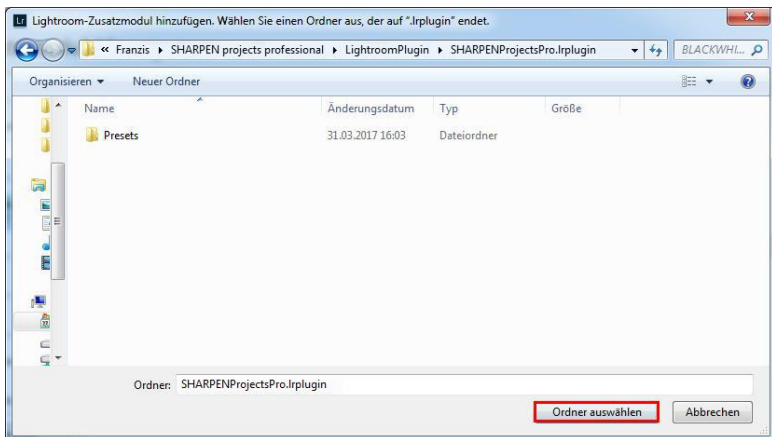 Lr Lightroom-Zusatzmodul hinzufügen. Wählen Sie einen Ordner aus, der auf ".lrplugin" endet.
« Franzis ▸ SHARPEN projects professional ▸ LightroomPlugin ▸ SHARPENProjectsPro.lrplugin BLACKWHI...
Organisieren Neuer Ordner
Name Änderungsdatum Typ Größe
Presets 31.03.2017 16:03 Dateiordner
Ordner: SHARPENProjectsPro.lrplugin
Ordner auswählen Abbrechen